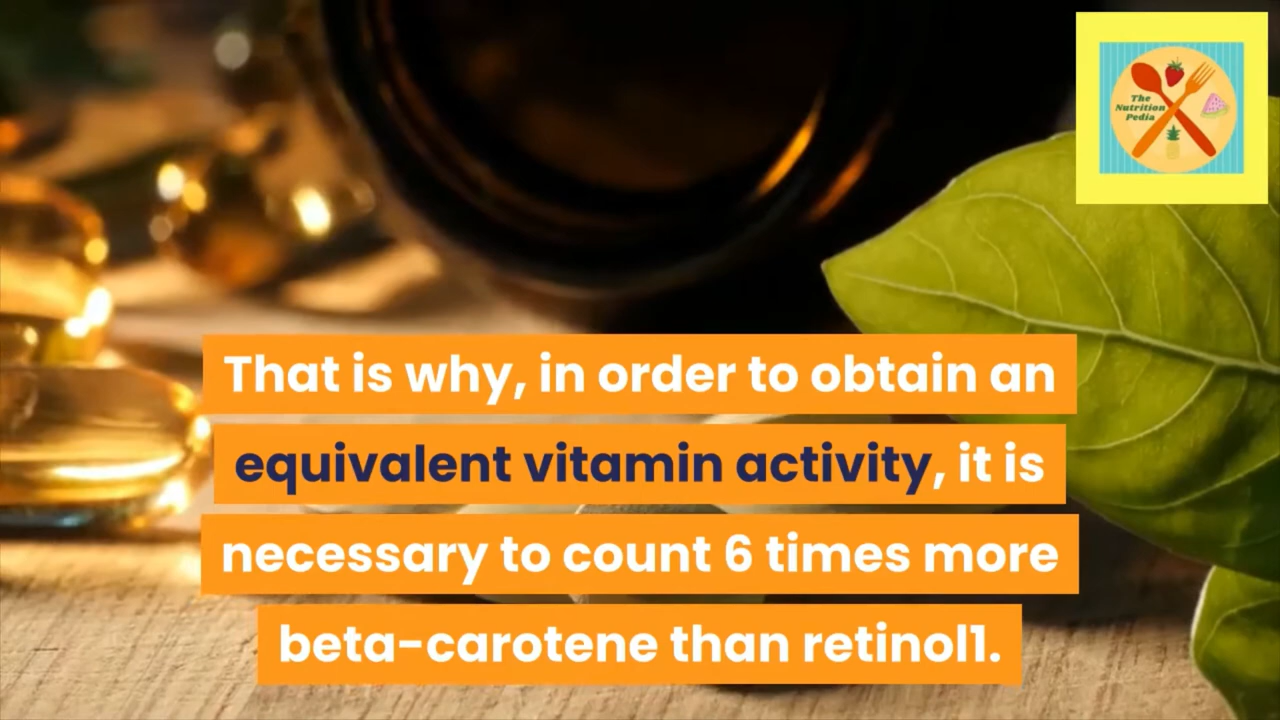 The
Nutrition
Pedia
That is why, in order to obtain an
equivalent vitamin activity, it is
necessary to count 6 times more
beta-carotene than retinol1.